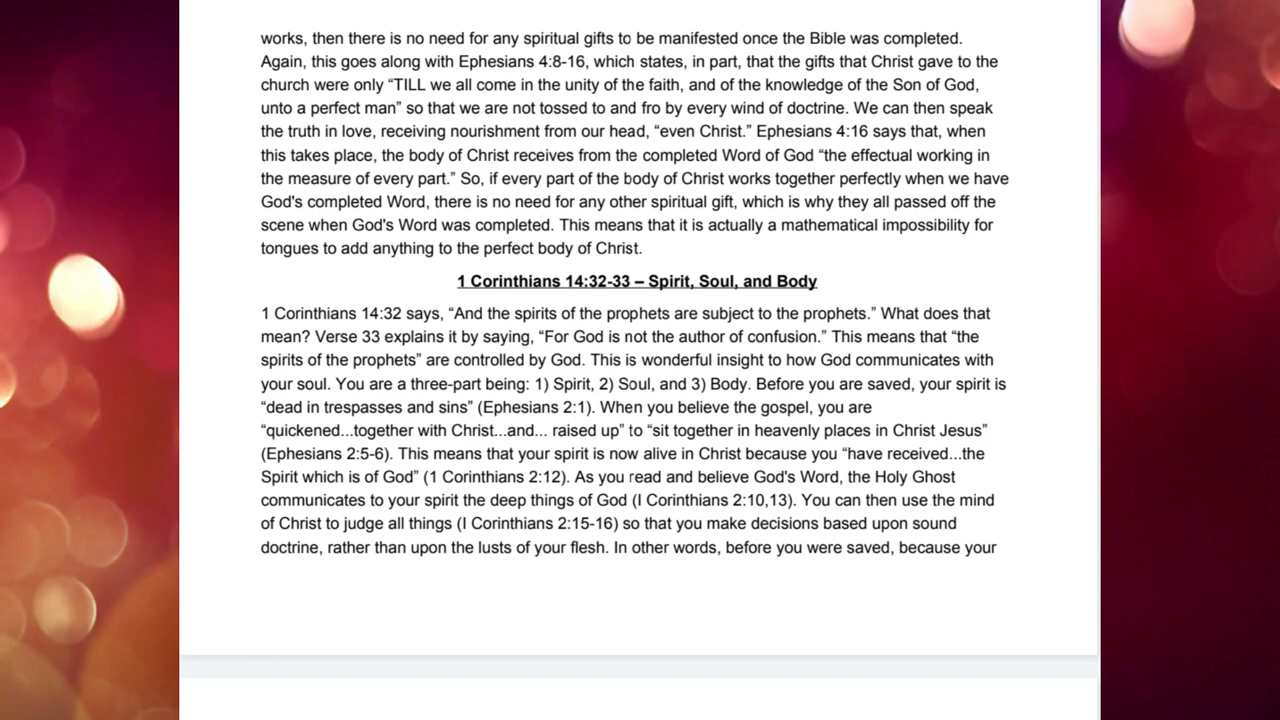 works, then there is no need for any spiritual gifts to be manifested once the Bible was completed.
Again, this goes along with Ephesians 4:8-16, which states, in part, that the gifts that Christ gave to the
church were only “TILL we all come in the unity of the faith, and of the knowledge of the Son of God,
unto a perfect man” so that we are not tossed to and fro by every wind of doctrine. We can then speak
the truth in love, receiving nourishment from our head, “even Christ.” Ephesians 4:16 says that, when
this takes place, the body of Christ receives from the completed Word of God “the effectual working in
the measure of every part.” So, if every part of the body of Christ works together perfectly when we have
God's completed Word, there is no need for any other spiritual gift, which is why they all passed off the
scene when God's Word was completed. This means that it is actually a mathematical impossibility for
tongues to add anything to the perfect body of Christ.
1 Corinthians 14:32-33 – Spirit, Soul, and Body
1 Corinthians 14:32 says, “And the spirits of the prophets are subject to the prophets.” What does that
mean? Verse 33 explains it by saying, “For God is not the author of confusion.” This means that “the
spirits of the prophets” are controlled by God. This is wonderful insight to how God communicates with
your soul. You are a three-part being: 1) Spirit, 2) Soul, and 3) Body. Before you are saved, your spirit is
“dead in trespasses and sins” (Ephesians 2:1). When you believe the gospel, you are
“quickened...together with Christ...and... raised up” to “sit together in heavenly places in Christ Jesus”
(Ephesians 2:5-6). This means that your spirit is now alive in Christ because you “have received...the
Spirit which is of God” (1 Corinthians 2:12). As you read and believe God's Word, the Holy Ghost
communicates to your spirit the deep things of God (I Corinthians 2:10,13). You can then use the mind
of Christ to judge all things (I Corinthians 2:15-16) so that you make decisions based upon sound
doctrine, rather than upon the lusts of your flesh. In other words, before you were saved, because your